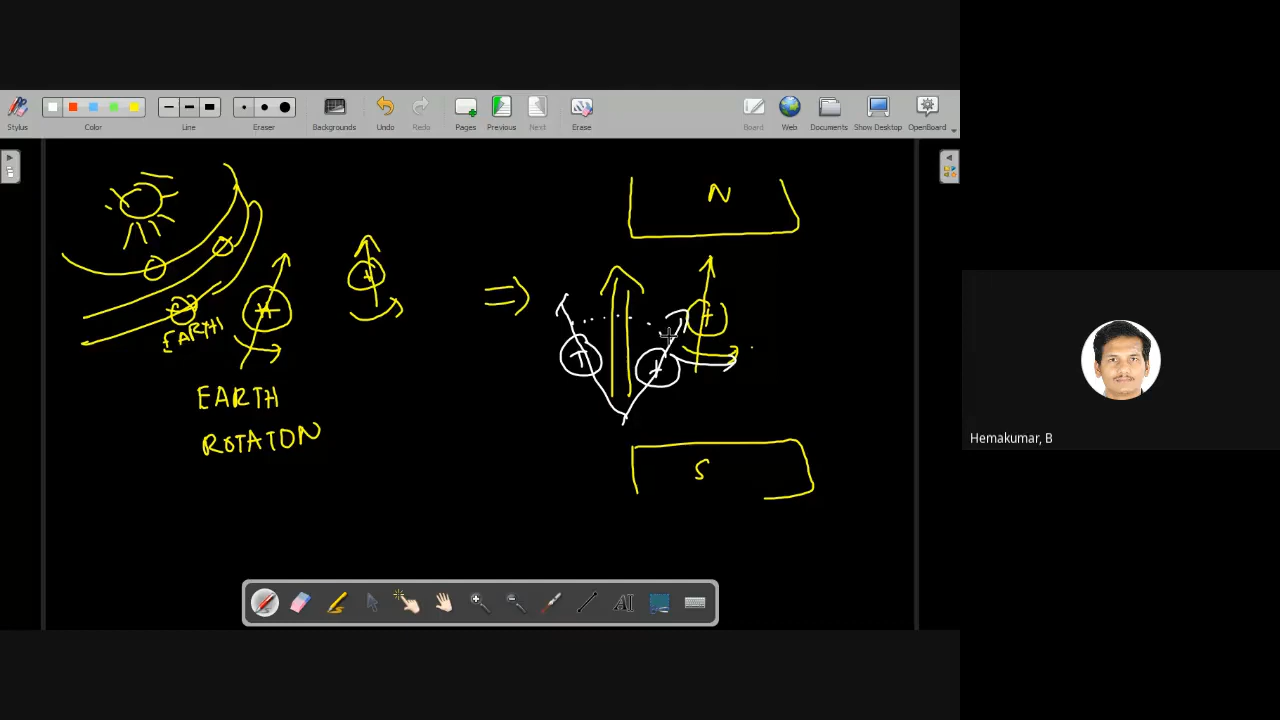 Stylus
Color
Line
Eraser
Backgrounds
Undo
Redo
Pages
Previous
Next
Erase
Board
Web
Documents
Show Desktop
OpenBoard
N
EARTH
EARTH
ROTATON
+
+
+
+
S
AI
Hemakumar, B